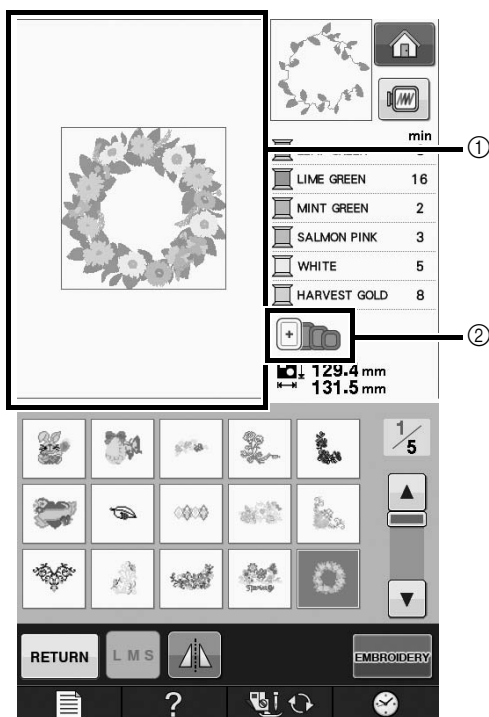 min
①
LIME GREEN 16
MINT GREEN 2
SALMON PINK 3
WHITE 5
HARVEST GOLD 8
②
129.4 mm
131.5 mm
1/5
RETURN
L M S
EMBROIDERY
?